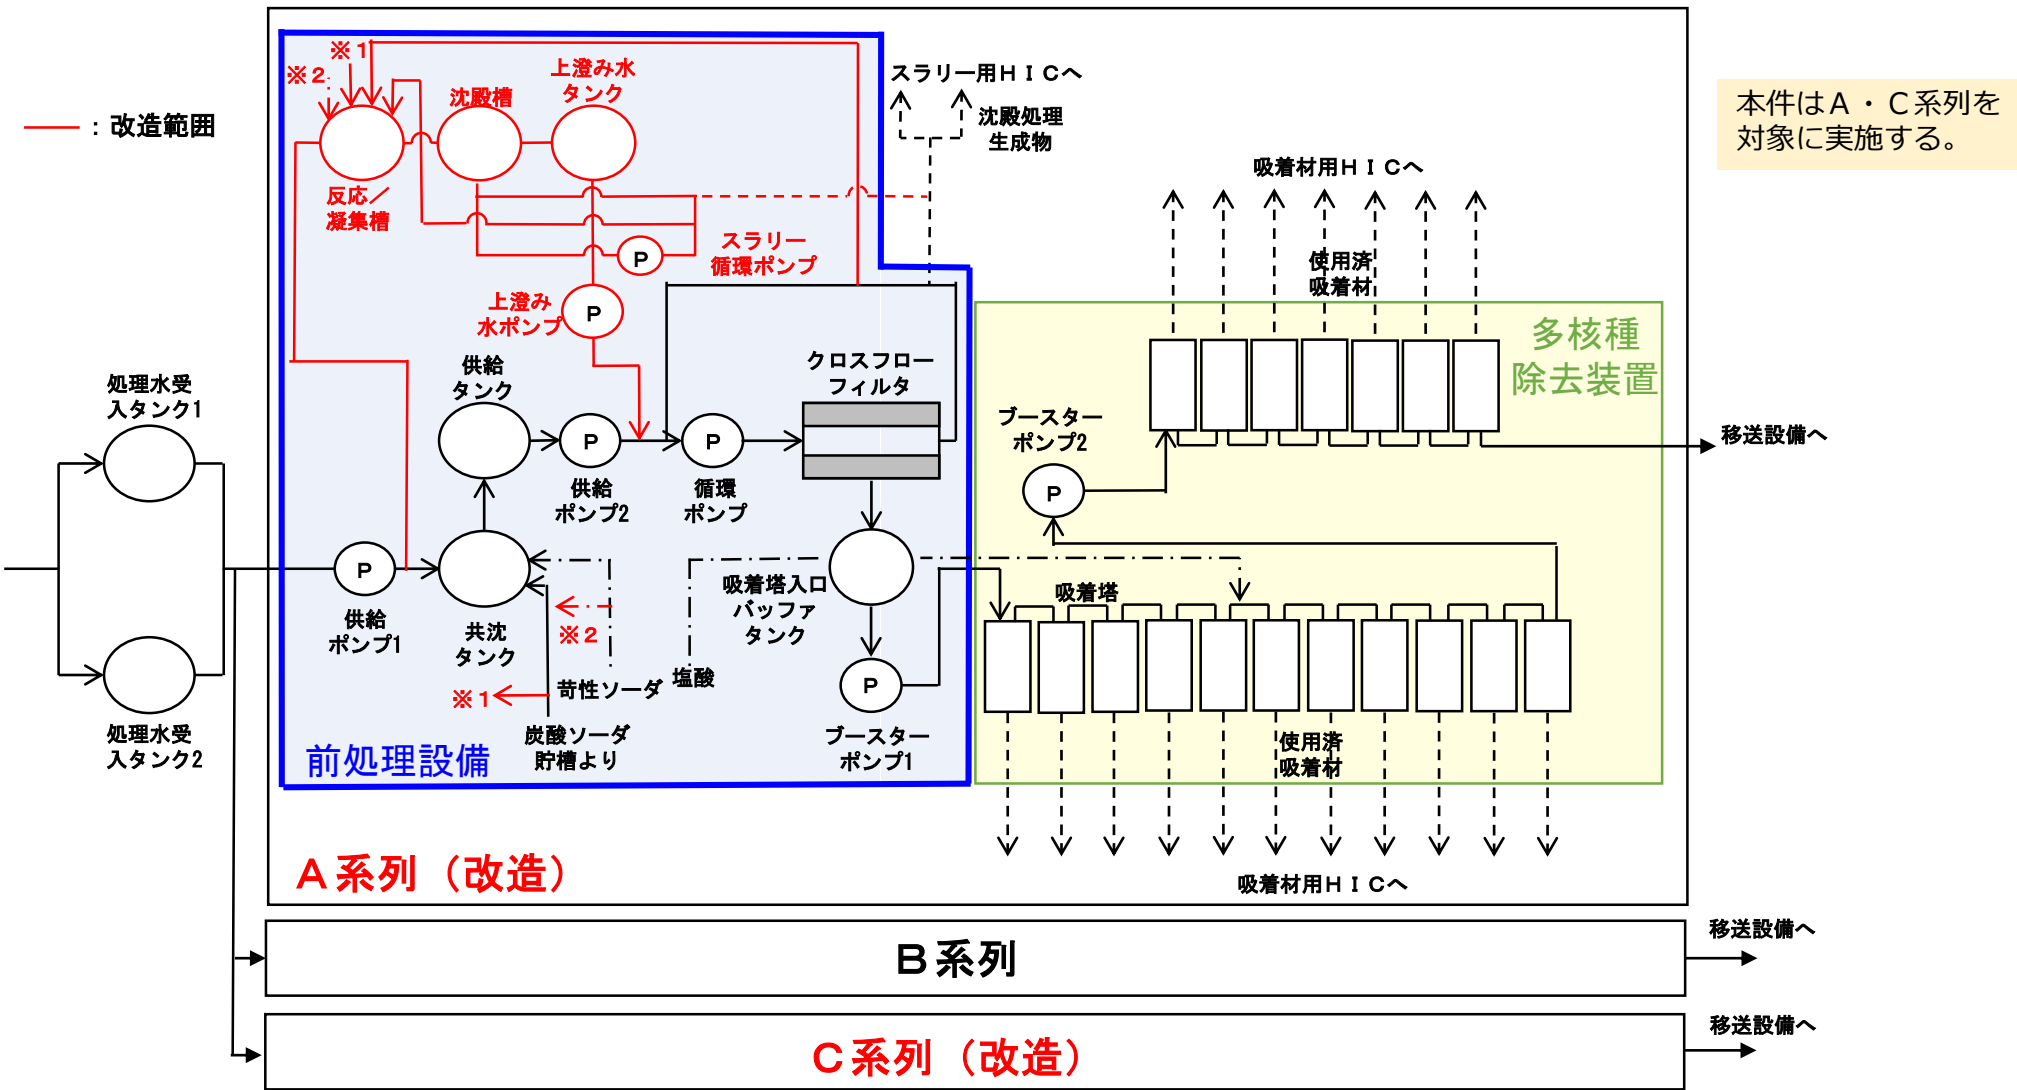 ※1
※2
上澄み水
タンク
沈殿槽
スラリー用HICへ
沈殿処理
生成物
本件はA・C系列を
対象に実施する。
:改造範囲
吸着材用HICへ
反応/
凝集槽
スラリー
循環ポンプ
P
使用済
吸着材
上澄み
水ポンプ
P
多核種
除去装置
処理水受
入タンク1
供給
タンク
クロスフロー
フィルタ
ブースター
ポンプ2
移送設備へ
P
P
P
供給
ポンプ2
循環
ポンプ
P
供給
ポンプ1
共沈
タンク
※2
吸着塔入口
バッファ
タンク
吸着塔
※1
苛性ソーダ
塩酸
P
炭酸ソーダ
貯槽より
ブースター
ポンプ1
処理水受
入タンク2
前処理設備
使用済
吸着材
A系列(改造)
吸着材用HICへ
B系列
移送設備へ
C系列(改造)
移送設備へ